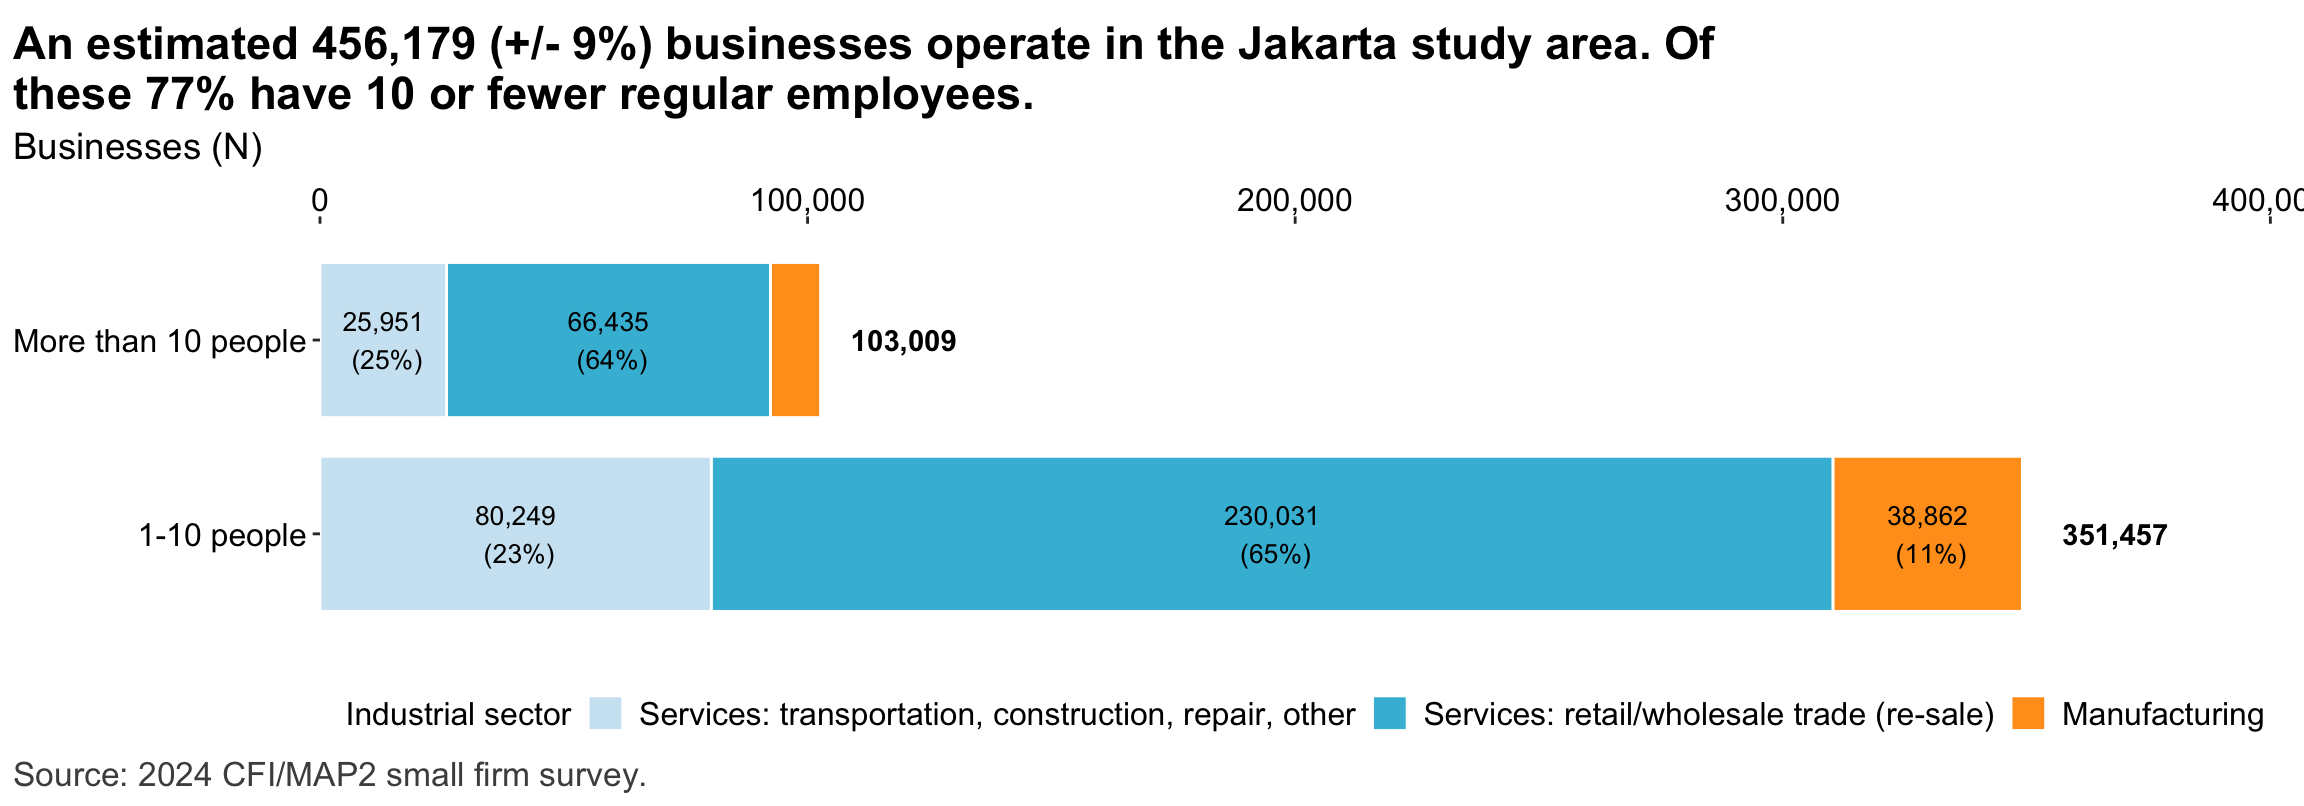 An estimated 456,179 (+/- 9%) businesses operate in the Jakarta study area. Of
these 77% have 10 or fewer regular employees.
Businesses (N)
0 100,000 200,000 300,000 400,00
More than 10 people
25,951 66,435
(25%) (64%)
103,009
1-10 people
80,249 230,031 38,862
(23%) (65%) (11%)
351,457
Industrial sector Services: transportation, construction, repair, other Services: retail/wholesale trade (re-sale) Manufacturing
Source: 2024 CFI/MAP2 small firm survey.